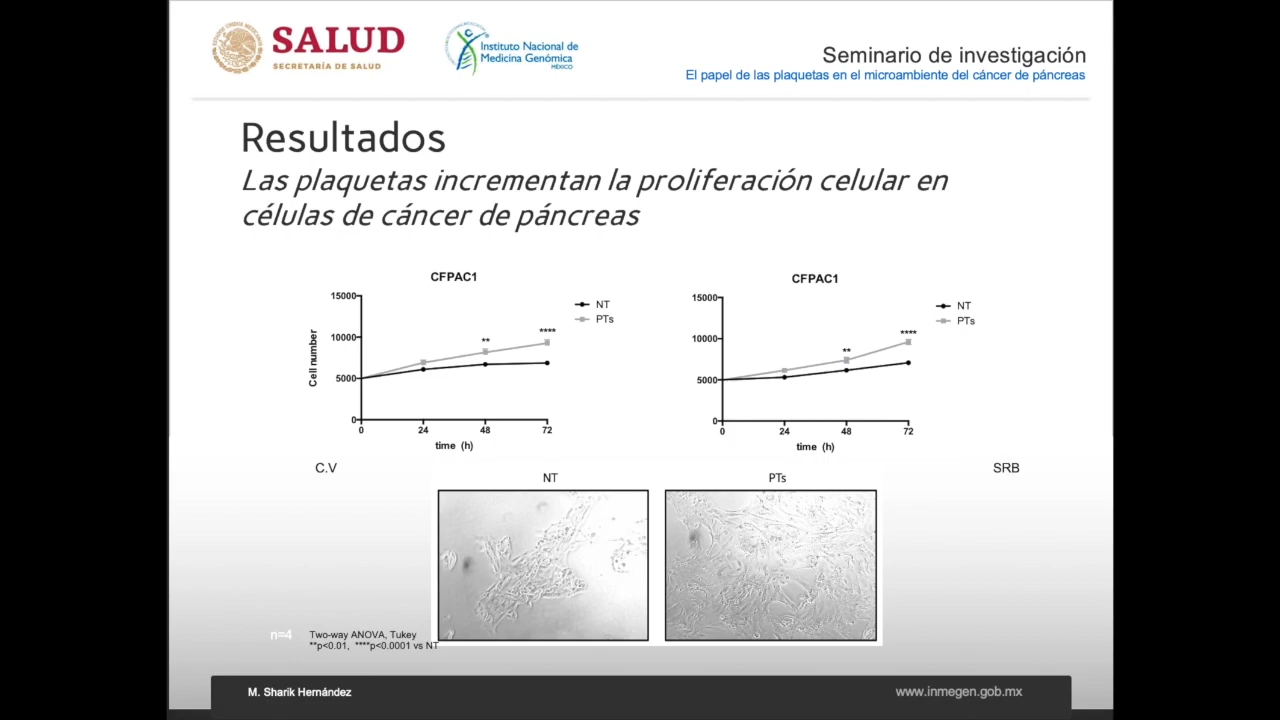 SALUD
SECRETARÍA DE SALUD
Instituto Nacional de
Medicina Genómica
MÉXICO
Seminario de investigación
El papel de las plaquetas en el microambiente del cáncer de páncreas
Resultados
Las plaquetas incrementan la proliferación celular en
células de cáncer de páncreas
CFPAC1
15000
10000
5000
0
Cell number
0 24 48 72
time (h)
** ****
NT
PTs
CFPAC1
15000
10000
5000
0
0 24 48 72
time (h)
** ****
NT
PTs
C.V
SRB
NT
PTs
n=4
Two-way ANOVA, Tukey
**p<0.01, ****p<0.0001 vs NT
M. Sharik Hernández
www.inmegen.gob.mx